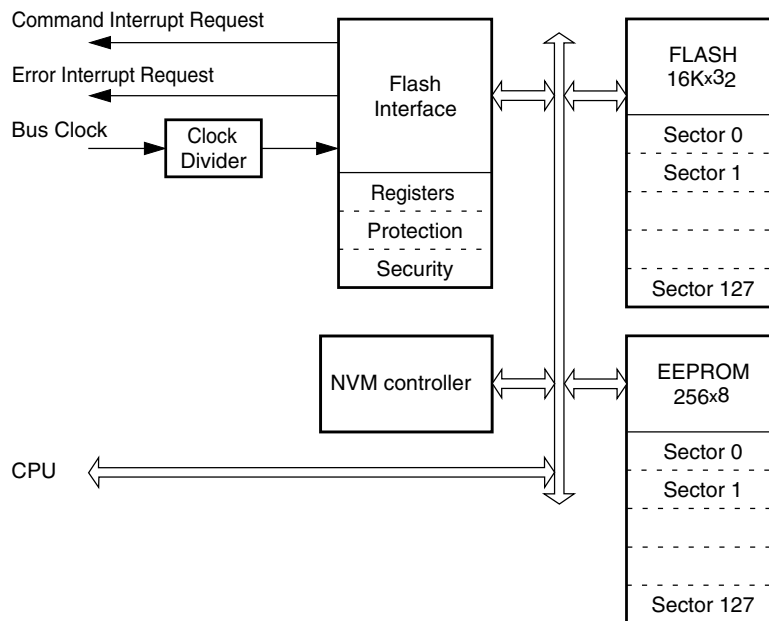 Command Interrupt Request
Error Interrupt Request
Bus Clock
Clock
Divider
Flash
Interface
Registers
Protection
Security
FLASH
16Kx32
Sector 0
Sector 1
Sector 127
NVM controller
EEPROM
256x8
Sector 0
Sector 1
Sector 127
CPU